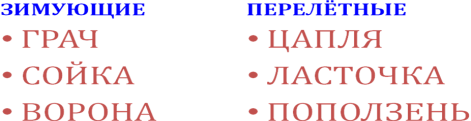 ЗИМУЮЩИЕ
• ГРАЧ
• СОЙКА
• ВОРОНА
ПЕРЕЛЁТНЫЕ
• ЦАПЛЯ
• ЛАСТОЧКА
• ПОПОЛЗЕНЬ